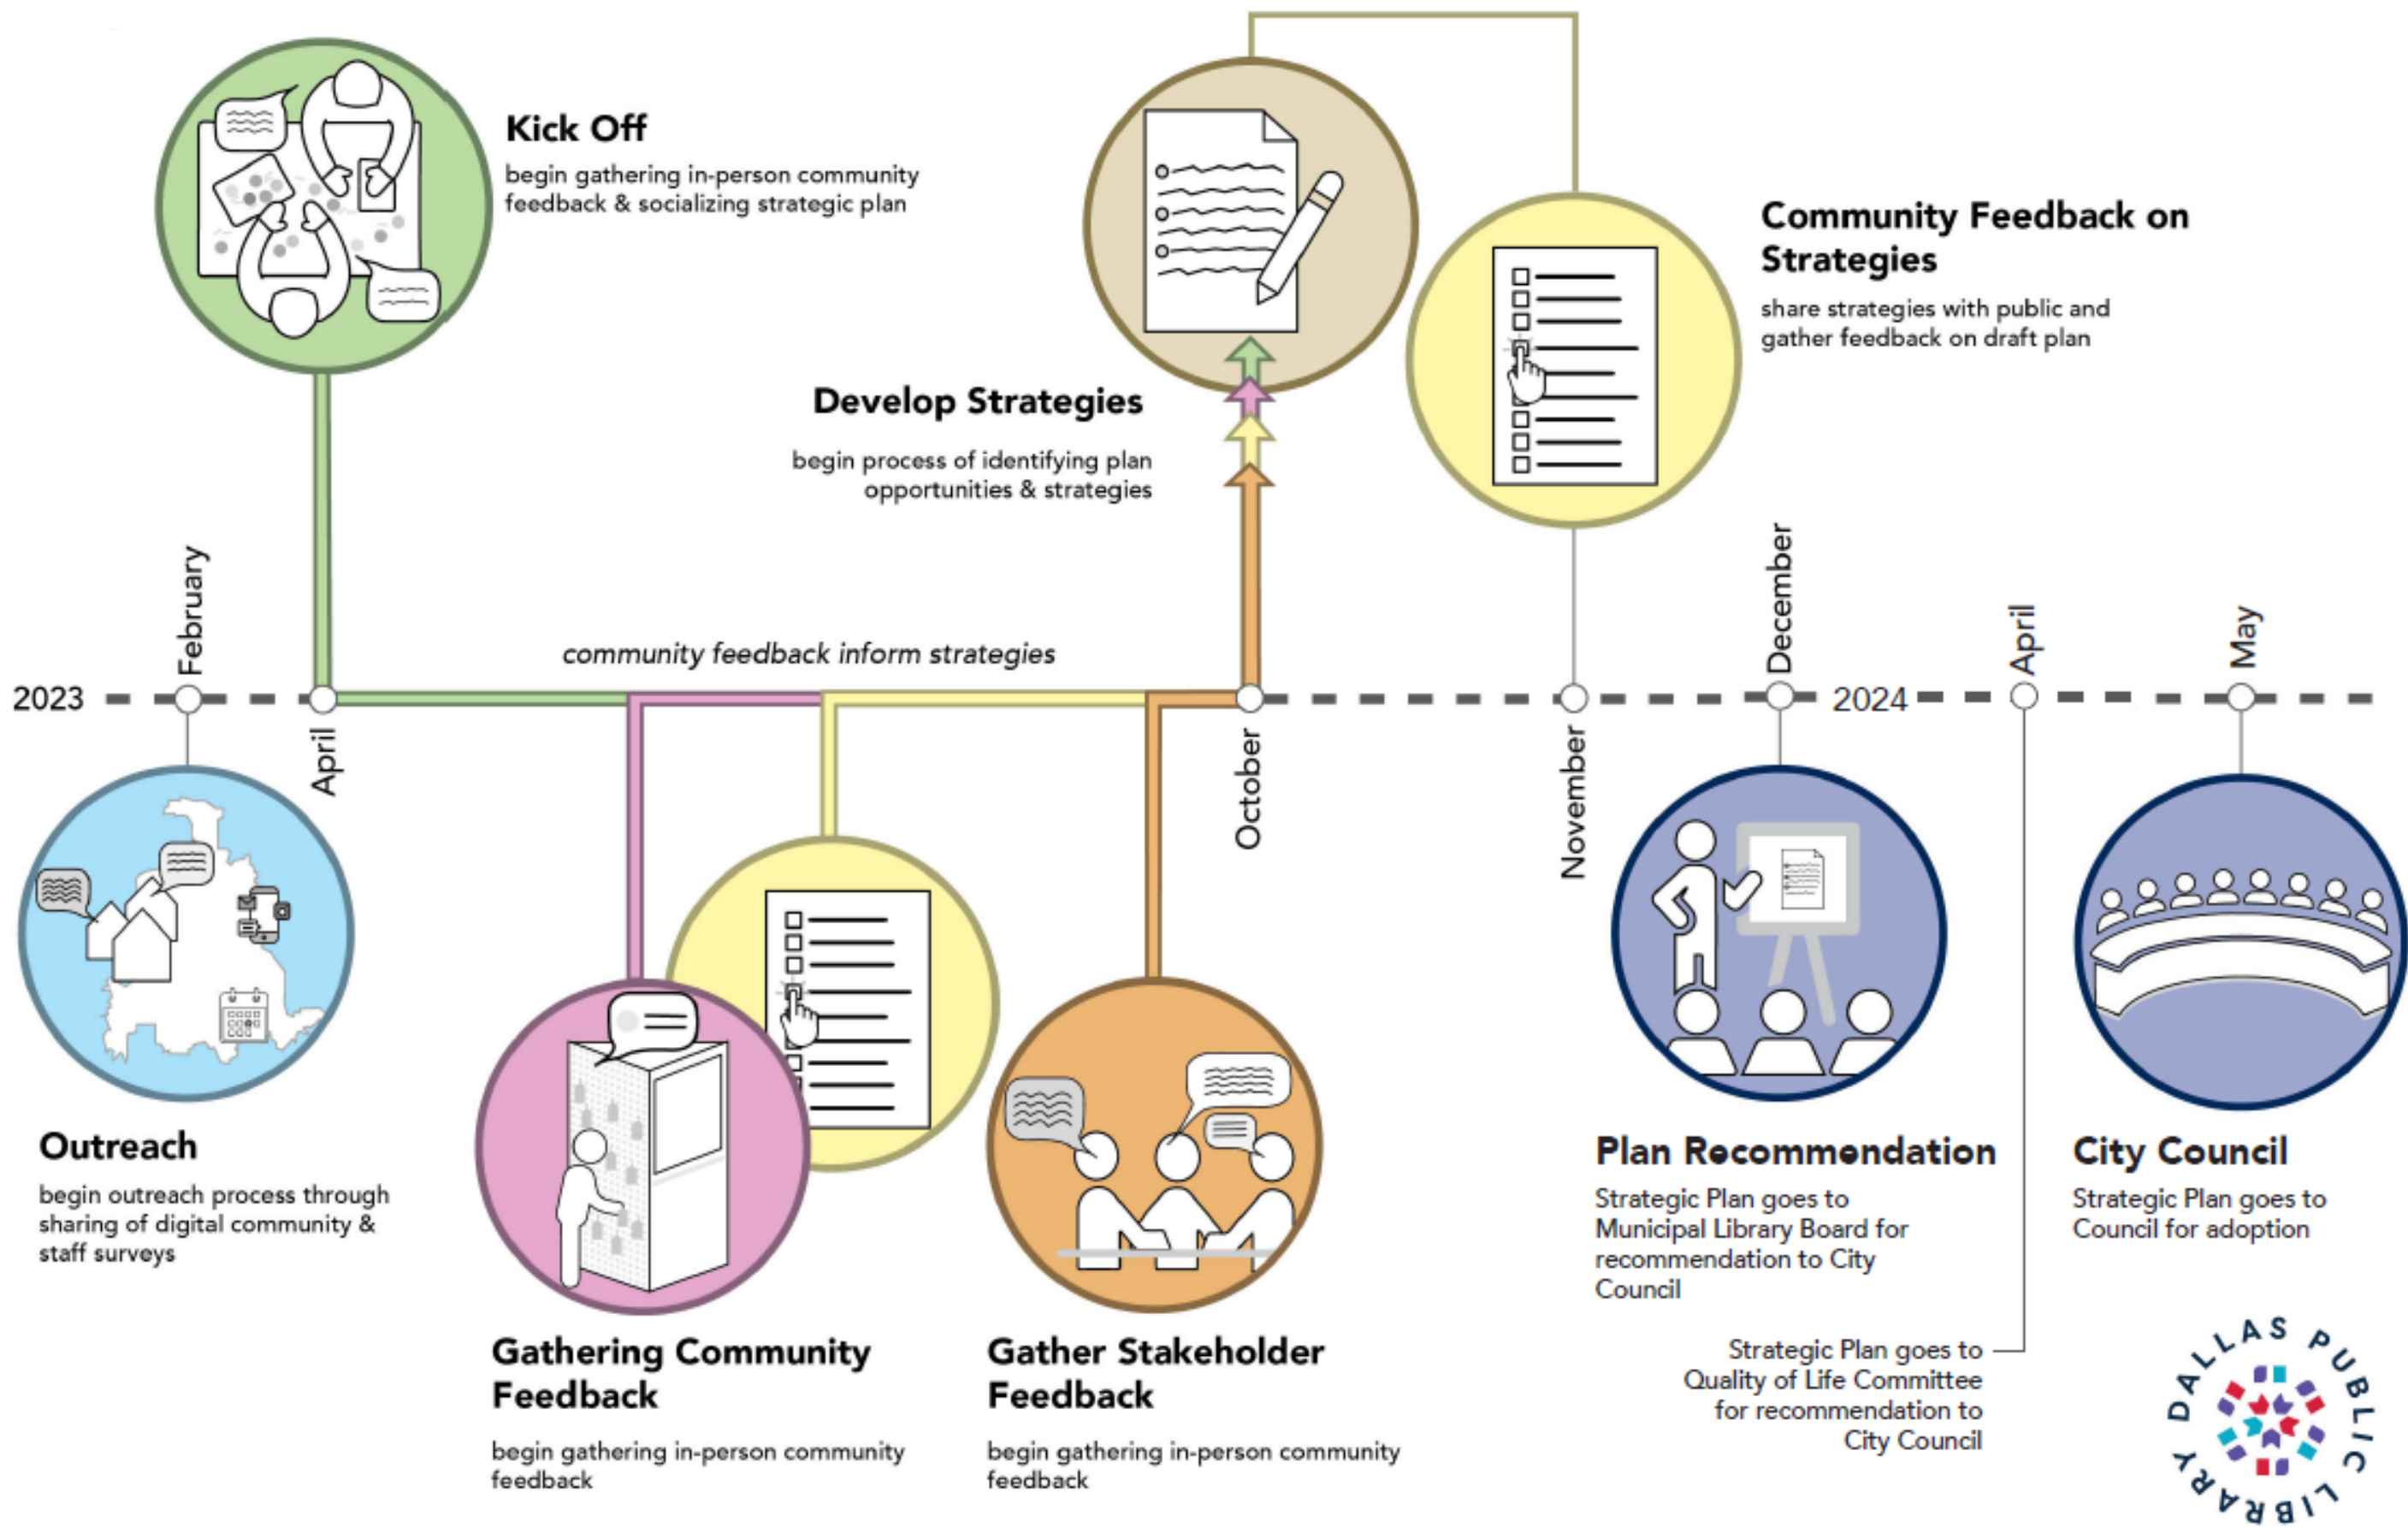 Kick Off
begin gathering in-person community
feedback & socializing strategic plan
Community Feedback on
Strategies
share strategies with public and
gather feedback on draft plan
Develop Strategies
begin process of identifying plan
opportunities & strategies
community feedback inform strategies
2023
February
April
October
November
December
2024
April
May
Outreach
begin outreach process through
sharing of digital community &
staff surveys
Gathering Community
Feedback
begin gathering in-person community
feedback
Gather Stakeholder
Feedback
begin gathering in-person community
feedback
Plan Recommendation
Strategic Plan goes to
Municipal Library Board for
recommendation to City
Council
Strategic Plan goes to
Quality of Life Committee
for recommendation to
City Council
City Council
Strategic Plan goes to
Council for adoption
DALLAS PUBLIC LIBRARY